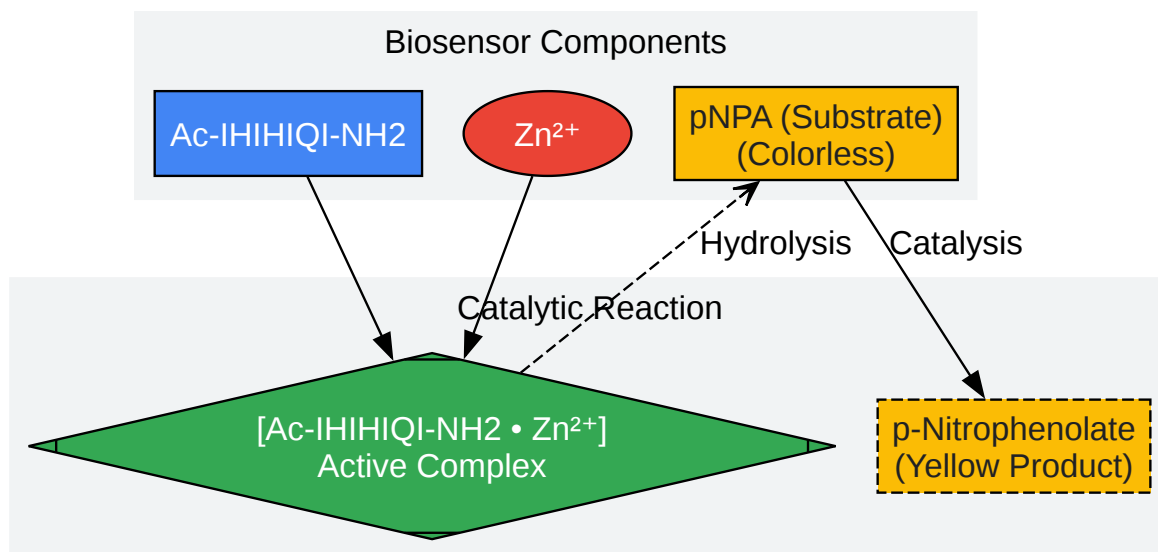 Biosensor Components
Ac-IHIHIQI-NH2
Zn²⁺
pNPA (Substrate)
(Colorless)
Hydrolysis
Catalysis
Catalytic Reaction
[Ac-IHIHIQI-NH2 • Zn²⁺]
Active Complex
p-Nitrophenolate
(Yellow Product)